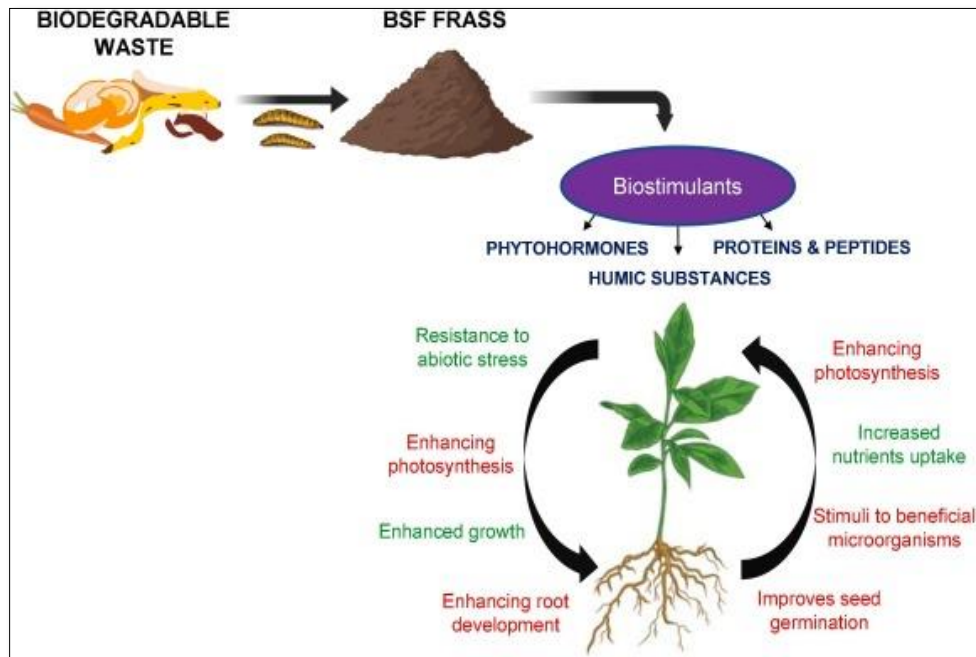 BIODEGRADABLE
WASTE
BSF FRASS
Biostimulants
PHYTOHORMONES
PROTEINS & PEPTIDES
HUMIC SUBSTANCES
Resistance to
abiotic stress
Enhancing
photosynthesis
Enhanced growth
Enhancing root
development
Enhancing
photosynthesis
Increased
nutrients uptake
Stimuli to beneficial
microorganisms
Improves seed
germination